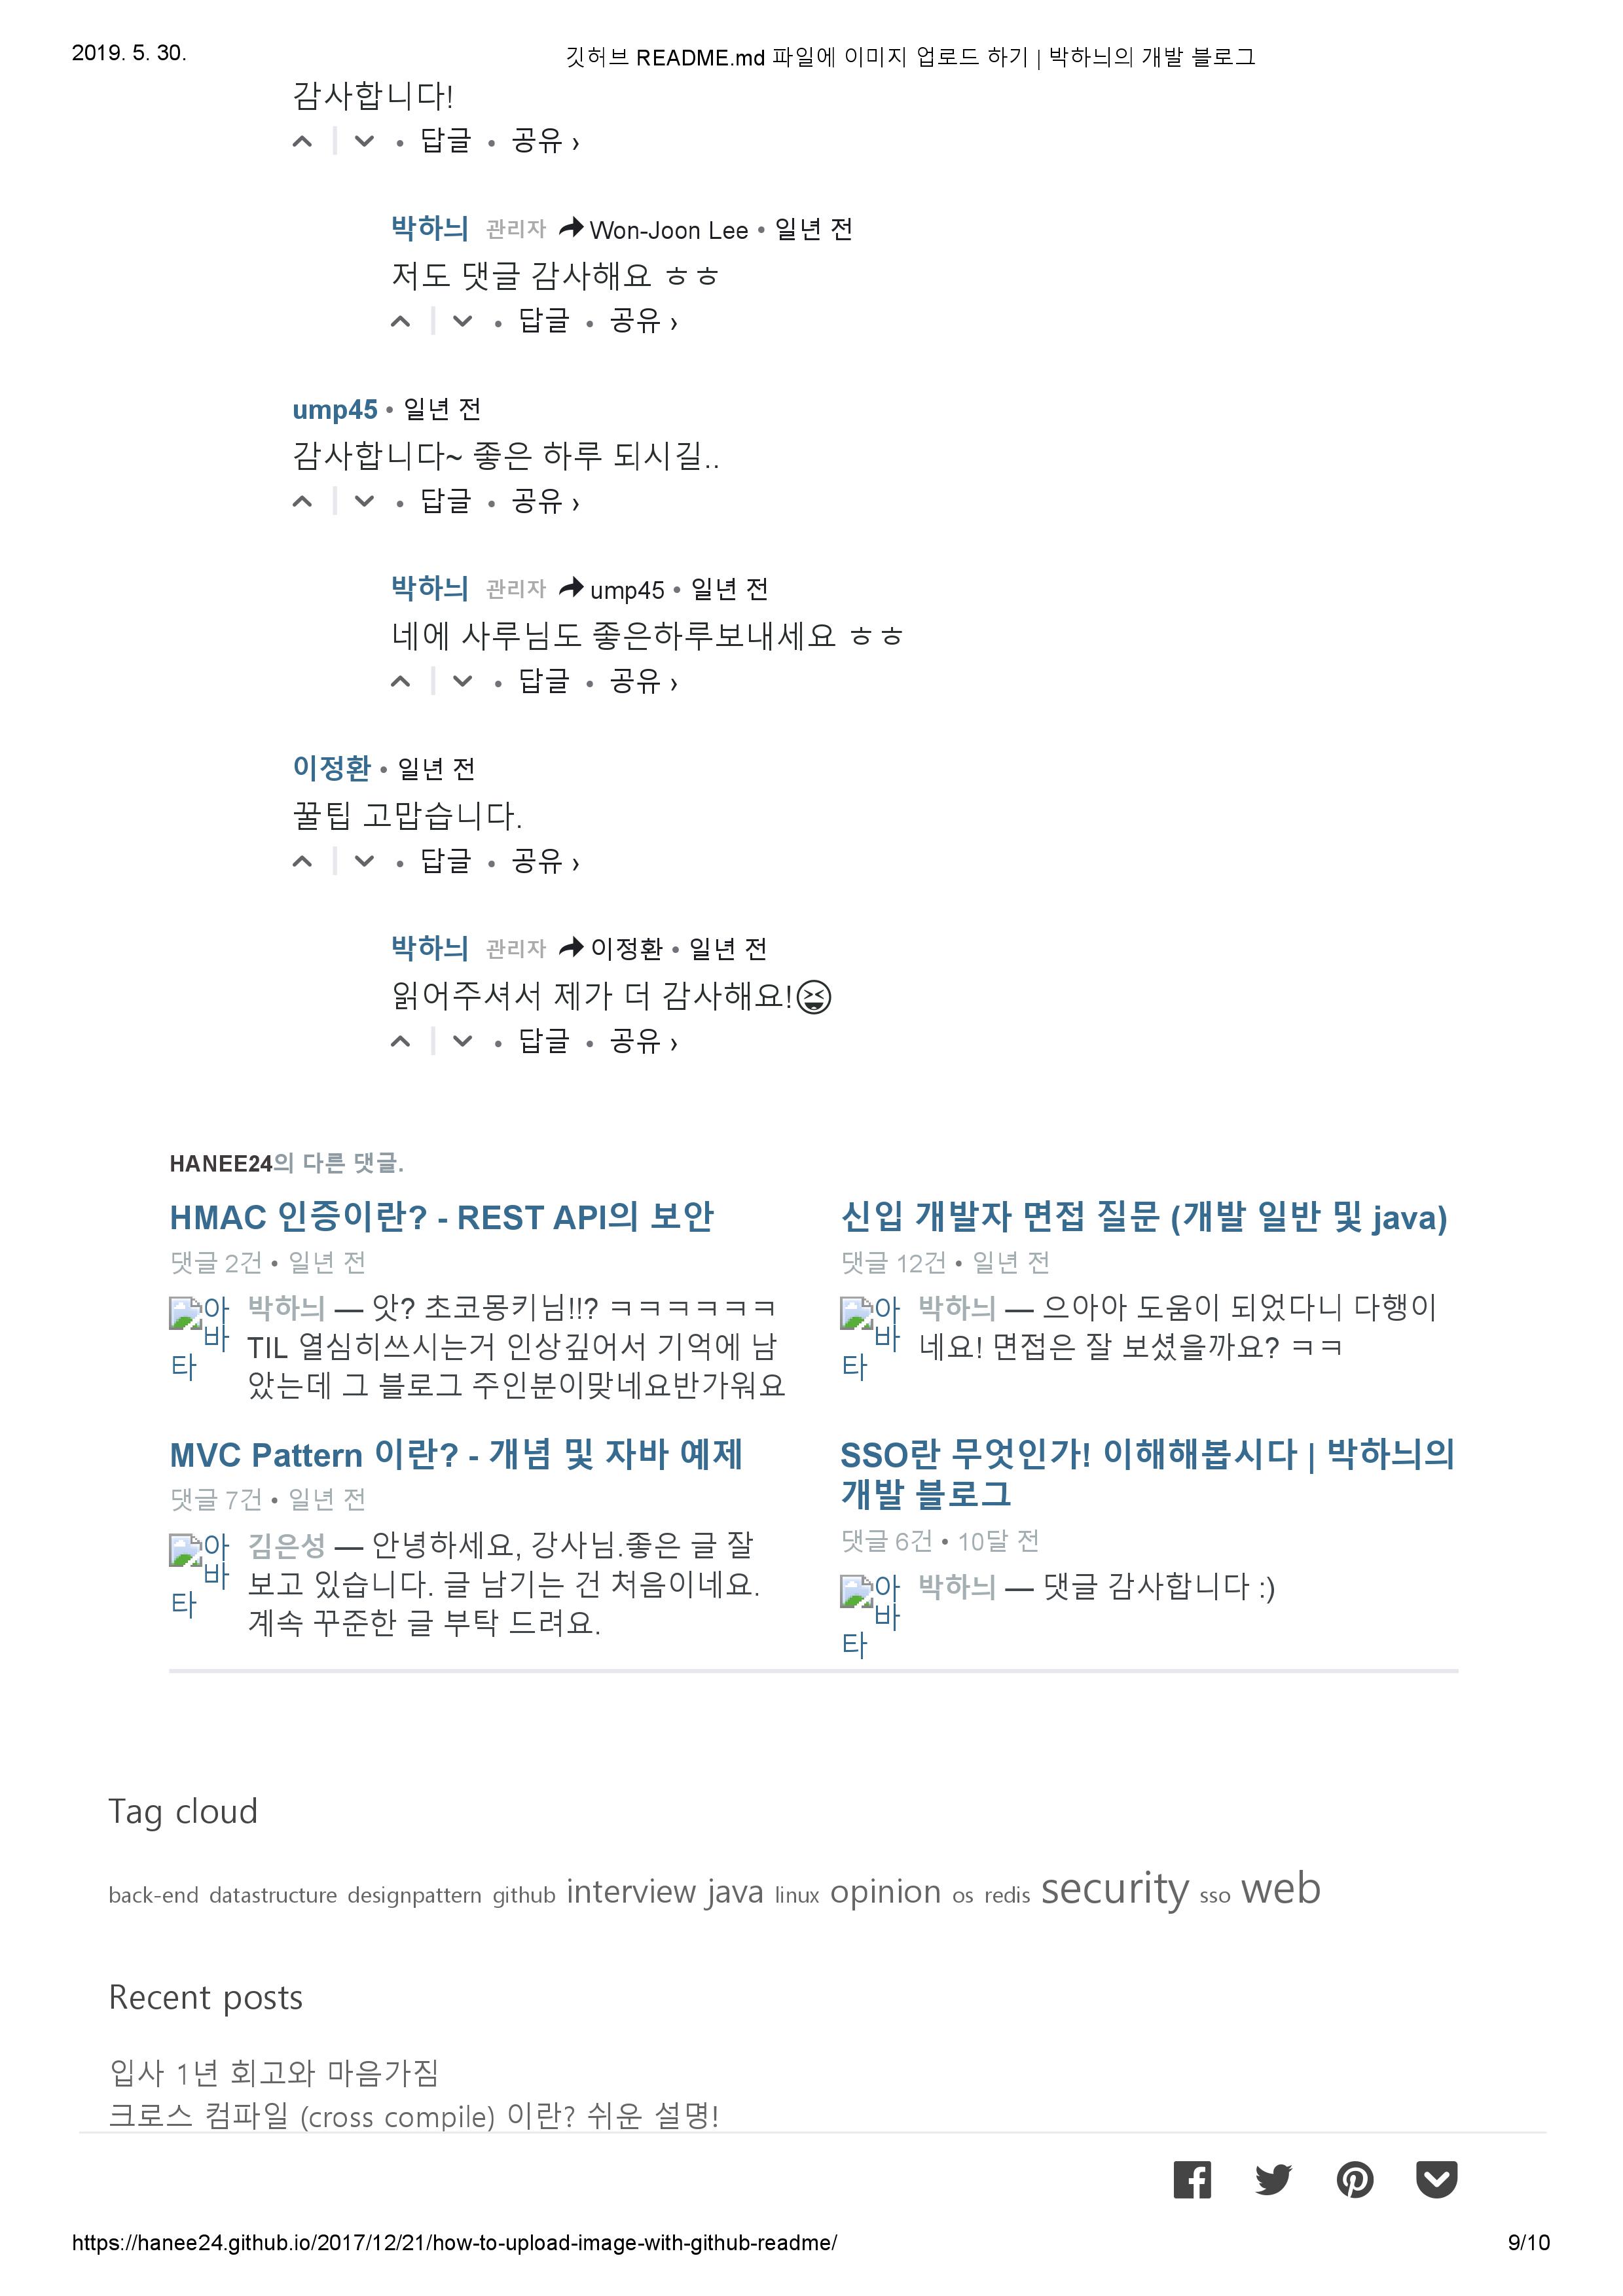 2019. 5. 30.
깃허브 README.md 파일에 이미지 업로드 하기 | 박하늬의 개발 블로그
감사합니다!
• 답글 • 공유 ›
박하늬 관리자 Won-Joon Lee • 일년 전
저도 댓글 감사해요 ㅎㅎ
• 답글 • 공유 ›
ump45 • 일년 전
감사합니다~ 좋은 하루 되시길..
• 답글 • 공유 ›
박하늬 관리자 ump45 • 일년 전
네에 사루님도 좋은하루보내세요 ㅎㅎ
• 답글 • 공유 ›
이정환 • 일년 전
꿀팁 고맙습니다.
• 답글 • 공유 ›
박하늬 관리자 이정환 • 일년 전
읽어주셔서 제가 더 감사해요!😆
• 답글 • 공유 ›
HANEE24의 다른 댓글.
HMAC 인증이란? - REST API의 보안
댓글 2건 • 일년 전
아바타
박하늬 — 앗? 초코몽키님!!? ㅋㅋㅋㅋㅋㅋ
TIL 열심히쓰시는거 인상깊어서 기억에 남
았는데 그 블로그 주인분이맞네요반가워요
신입 개발자 면접 질문 (개발 일반 및 java)
댓글 12건 • 일년 전
아바타
박하늬 — 으아아 도움이 되었다니 다행이
네요! 면접은 잘 보셨을까요? ㅋㅋ
MVC Pattern 이란? - 개념 및 자바 예제
댓글 7건 • 일년 전
아바타
김은성 — 안녕하세요, 강사님.좋은 글 잘
보고 있습니다. 글 남기는 건 처음이네요.
계속 꾸준한 글 부탁 드려요.
SSO란 무엇인가! 이해해봅시다 | 박하늬의
개발 블로그
댓글 6건 • 10달 전
아바타
박하늬 — 댓글 감사합니다 :)
Tag cloud
back-end datastructure designpattern github interview java linux opinion os redis security sso web
Recent posts
입사 1년 회고와 마음가짐
크로스 컴파일 (cross compile) 이란? 쉬운 설명!
https://hanee24.github.io/2017/12/21/how-to-upload-image-with-github-readme/
9/10